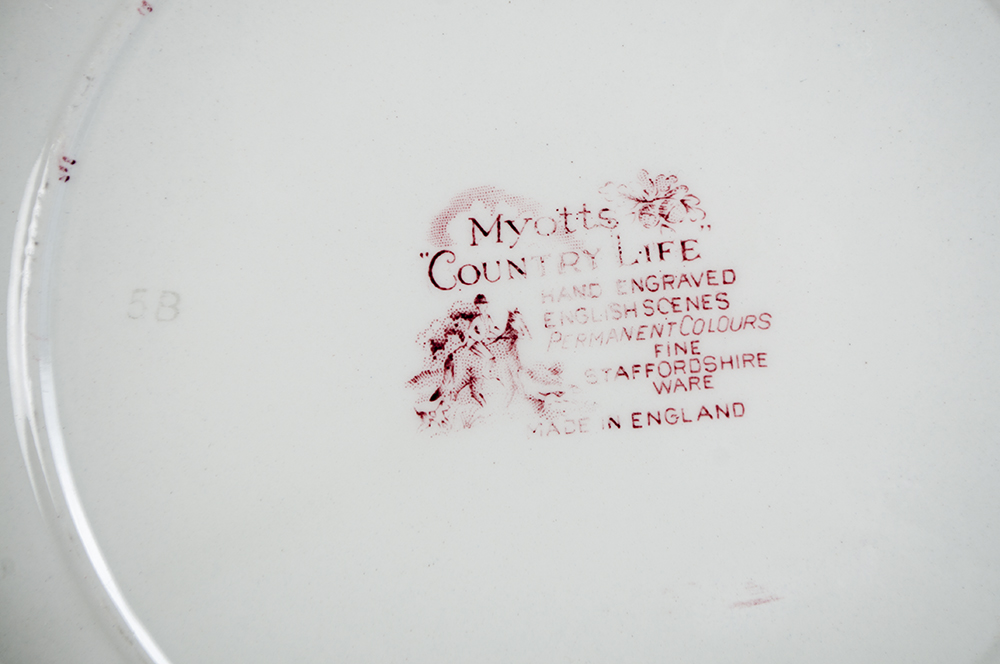 Myotts
"COUNTRY LIFE"
HAND ENGRAVED
ENGLISH SCENES
PERMANENT COLOURS
FINE
STAFFORDSHIRE
WARE
MADE IN ENGLAND
5B